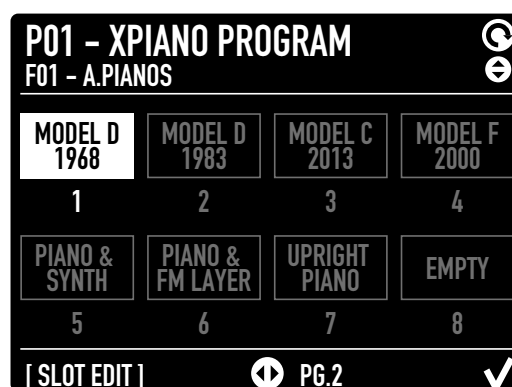 P01 - XPIANO PROGRAM
F01 - A.PIANOS
MODEL D
1968
MODEL D
1983
MODEL C
2013
MODEL F
2000
1
2
3
4
PIANO &
SYNTH
PIANO &
FM LAYER
UPRIGHT
PIANO
EMPTY
5
6
7
8
[ SLOT EDIT ]
PG.2